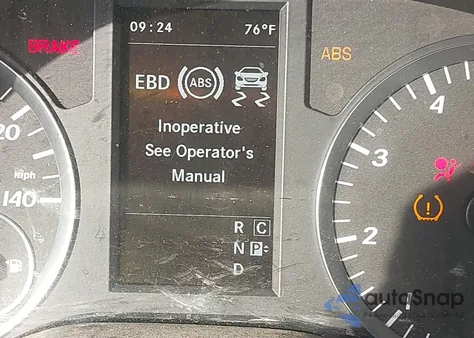 09:24 76°F
BRAKE
ABS
EBD ABS
Inoperative
See Operator's
Manual
R C
N P
D
20
mph
140
4
3
2
autoSnap